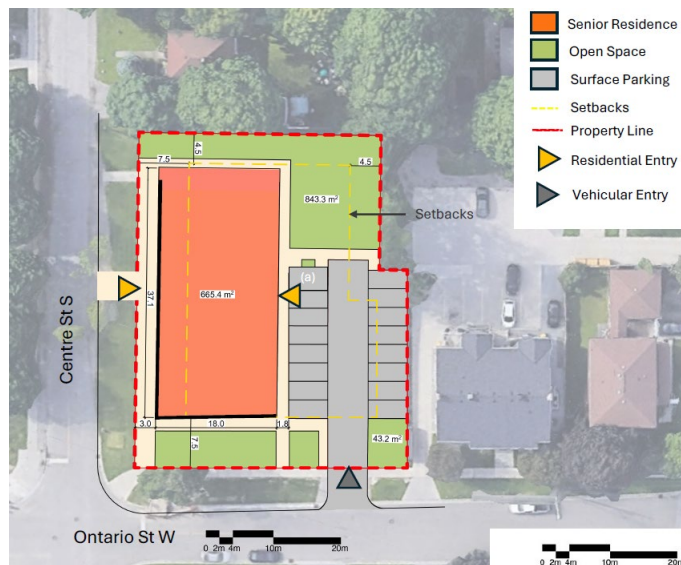 Senior Residence
Open Space
Surface Parking
Setbacks
Property Line
Residential Entry
Vehicular Entry
4.5
7.5
4.5
843.3 m²
Setbacks
(a)
37.1
665.4 m²
Centre St S
3.0
18.0
1.8
7.5
43.2 m²
Ontario St W
0 2m 4m 10m 20m
0 2m 4m 10m 20m